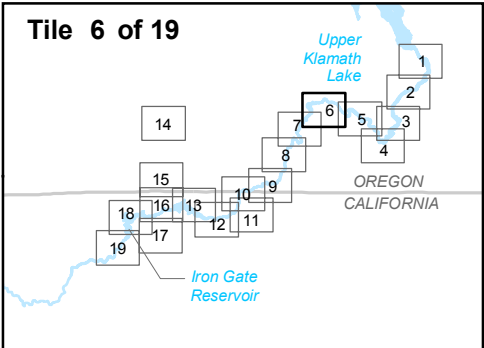 Tile 6 of 19
Upper
Klamath
Lake
1
2
3
4
5
6
7
8
9
10
11
12
13
14
15
16
17
18
19
OREGON
CALIFORNIA
Iron Gate
Reservoir